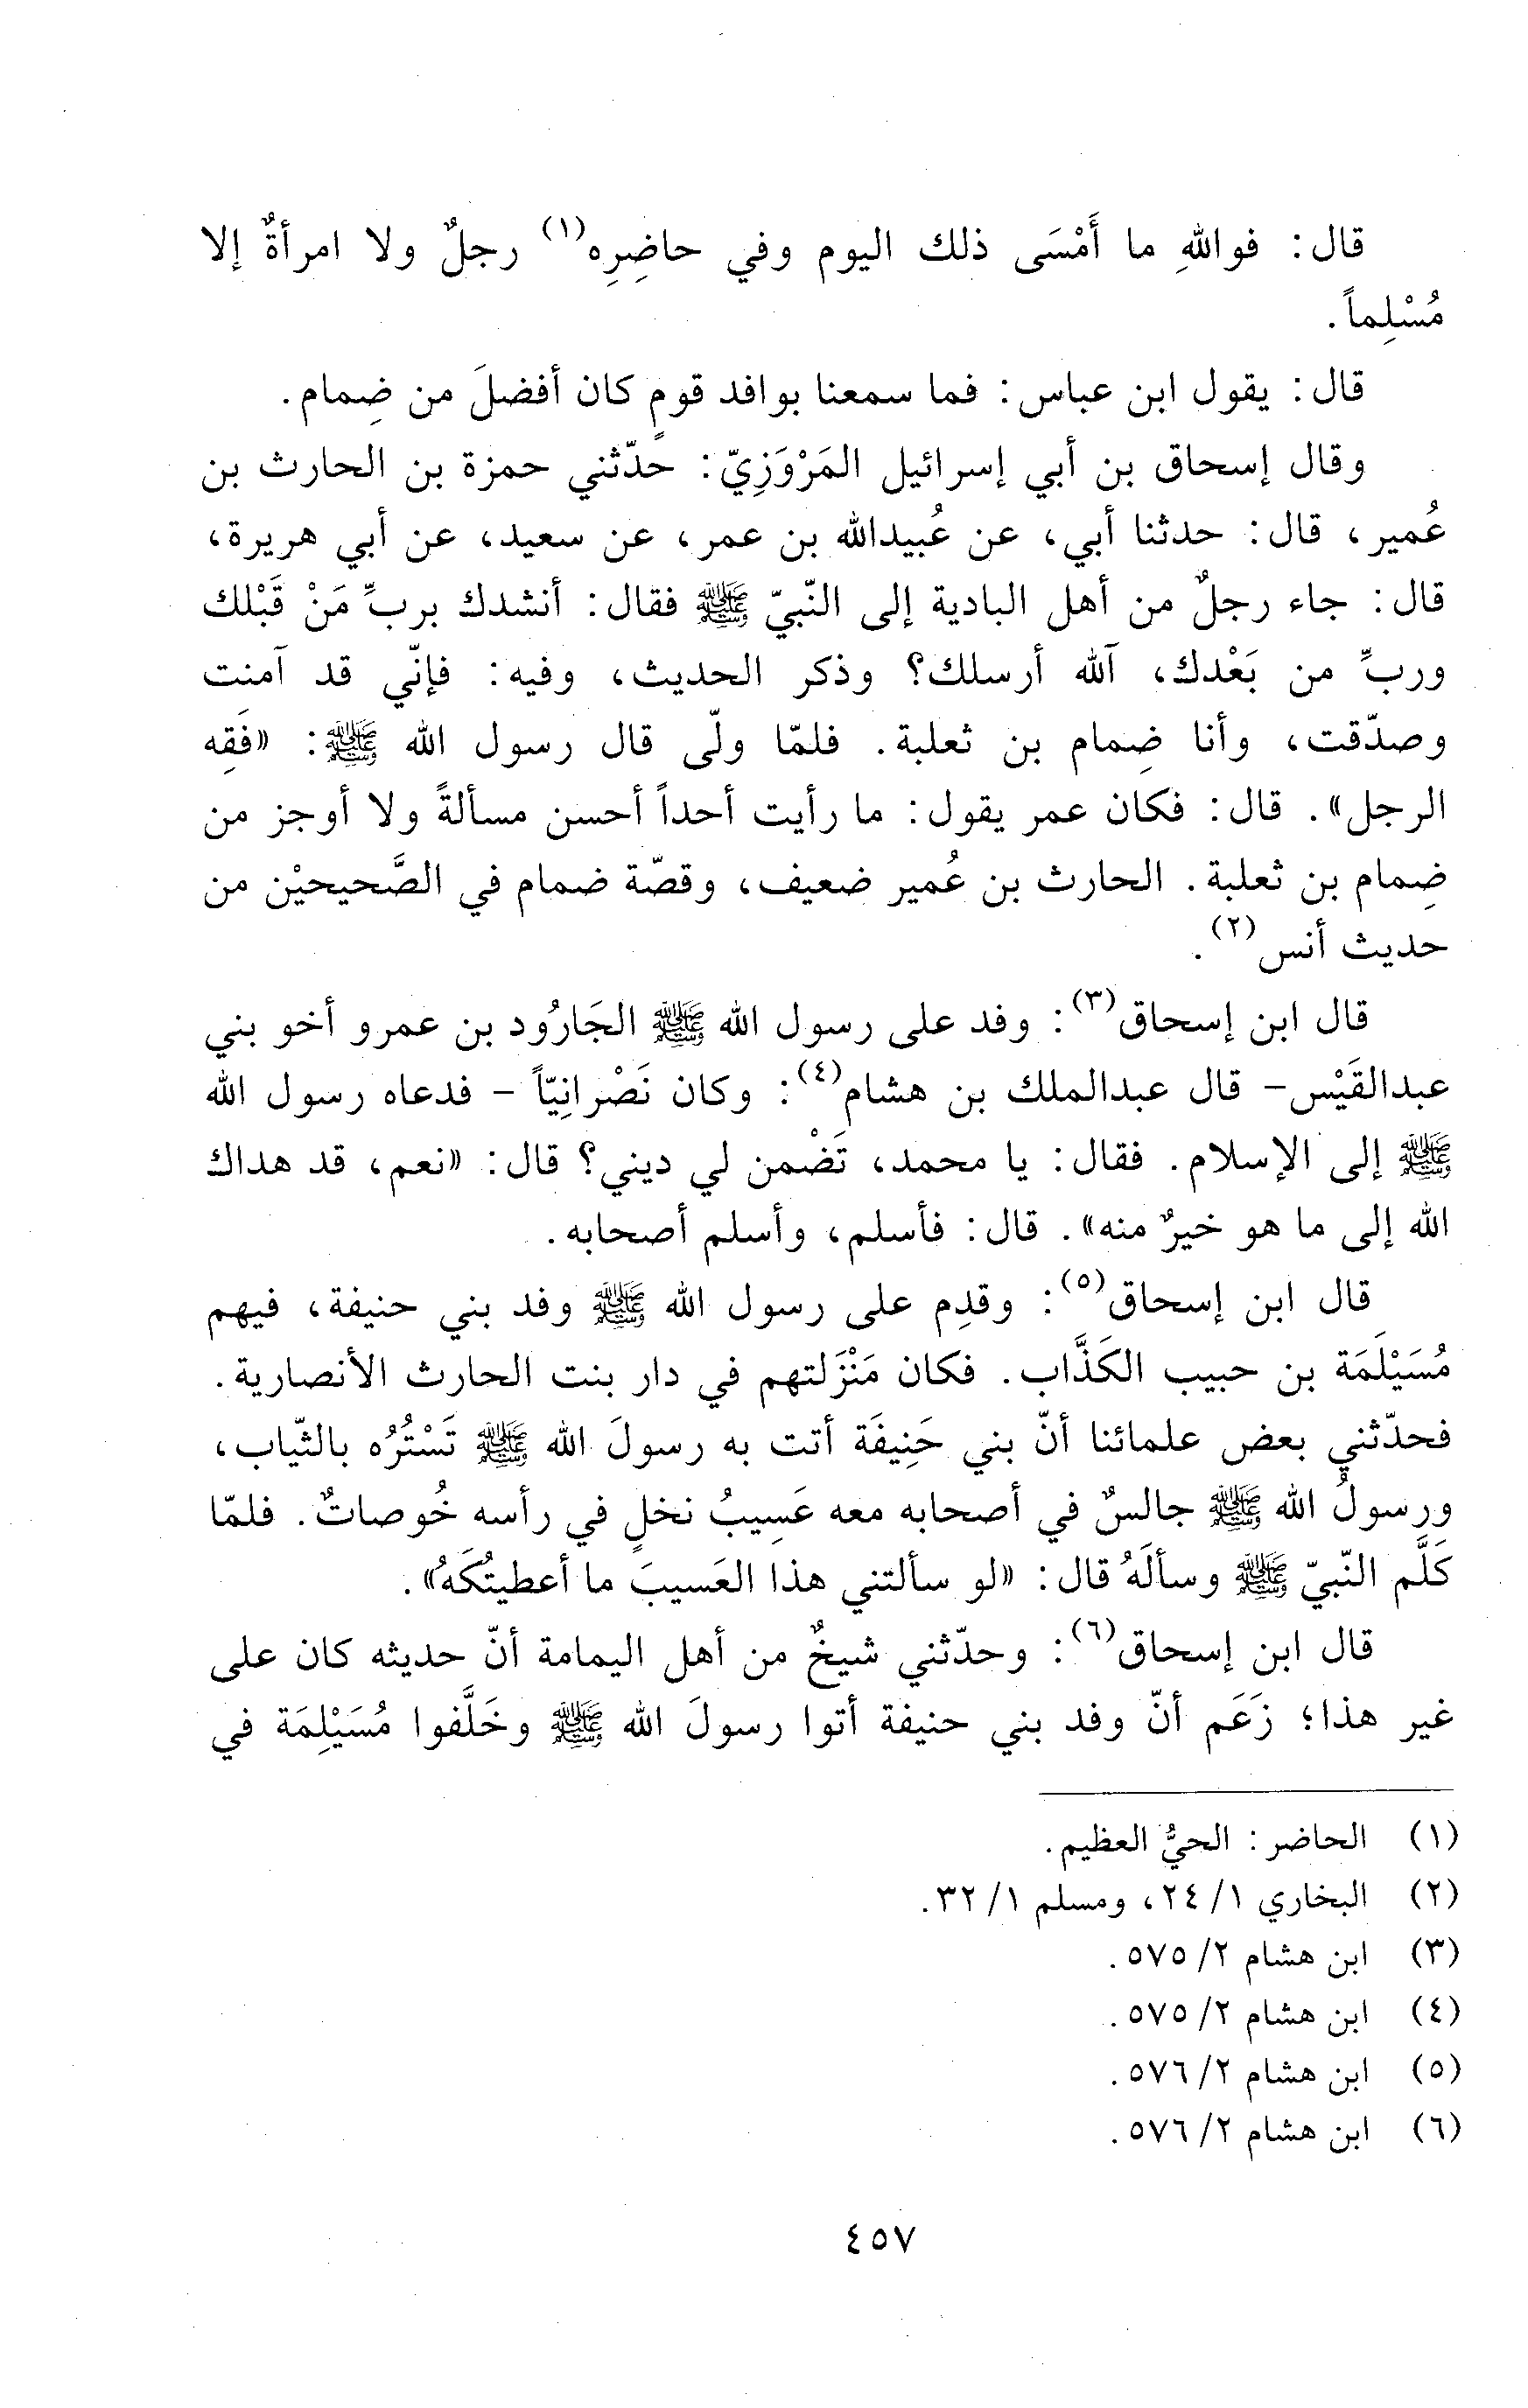 قال: فواللهِ ما أَمْسَى ذلك اليوم وفي حاضِرِه(١) رجلٌ ولا امرأةٌ إلا
مُسْلِماً.
قال: يقول ابن عباس: فما سمعنا بوافد قومٍ كان أفضلَ من ضِمام.
وقال إسحاق بن أبي إسرائيل المَرْوَزِيّ: حدّثني حمزة بن الحارث بن
عُمير، قال: حدثنا أبي، عن عُبيدالله بن عمر، عن سعيد، عن أبي هريرة،
قال: جاء رجلٌ من أهل البادية إلى النّبيّ ﷺ فقال: أنشدك بربِّ مَنْ قَبْلك
وربِّ من بَعْدك، آلله أرسلك؟ وذكر الحديث، وفيه: فإنّي قد آمنت
وصدّقت، وأنا ضِمام بن ثعلبة. فلمّا ولّى قال رسول الله ﷺ: «فَقِه
الرجل». قال: فكان عمر يقول: ما رأيت أحداً أحسن مسألةً ولا أوجز من
ضِمام بن ثعلبة. الحارث بن عُمير ضعيف، وقصّة ضمام في الصَّحيحيْن من
حديث أنس(٢).
قال ابن إسحاق(٣): وفد على رسول الله ﷺ الجَارُود بن عمرو أخو بني
عبدالقَيْس- قال عبدالملك بن هشام(٤): وكان نَصْرانِيّاً - فدعاه رسول الله
ﷺ إلى الإسلام. فقال: يا محمد، تَضْمن لي ديني؟ قال: «نعم، قد هداك
الله إلى ما هو خيرٌ منه». قال: فأسلم، وأسلم أصحابه.
قال ابن إسحاق(٥): وقدِم على رسول الله ﷺ وفد بني حنيفة، فيهم
مُسَيْلَمَة بن حبيب الكَذَّاب. فكان مَنْزَلتهم في دار بنت الحارث الأنصارية.
فحدّثني بعض علمائنا أنّ بني حَنِيفَة أتت به رسولَ الله ﷺ تَسْتُرُه بالثّياب،
ورسولُ الله ﷺ جالسٌ في أصحابه معه عَسِيبُ نخلٍ في رأسه خُوصاتٌ. فلمّا
كَلَّم النّبيّ ﷺ وسألَهُ قال: «لو سألتني هذا العَسيبَ ما أعطيتُكَهُ».
قال ابن إسحاق(٦): وحدّثني شيخٌ من أهل اليمامة أنّ حديثه كان على
غير هذا؛ زَعَم أنّ وفد بني حنيفة أتوا رسولَ الله ﷺ وخَلَّفوا مُسَيْلِمَة في
(١) الحاضر: الحيُّ العظيم.
(٢) البخاري ١/ ٢٤، ومسلم ١/ ٣٢.
(٣) ابن هشام ٢/ ٥٧٥.
(٤) ابن هشام ٢/ ٥٧٥.
(٥) ابن هشام ٢/ ٥٧٦.
(٦) ابن هشام ٢/ ٥٧٦.
٤٥٧